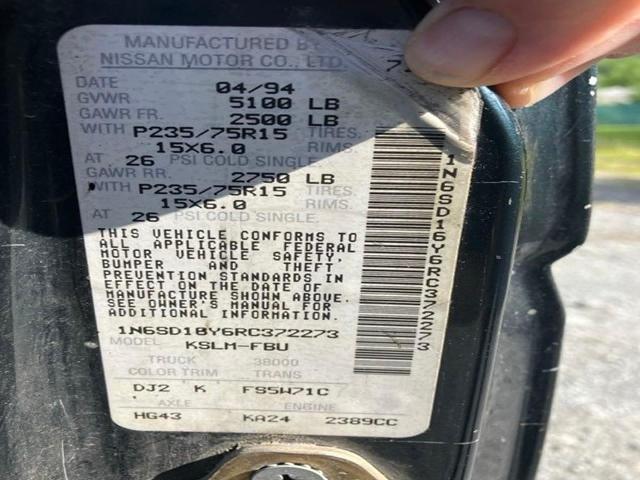 MANUFACTURED BY
NISSAN MOTOR CO., LTD.
DATE 04/94
GVWR 5100 LB
GAWR FR. 2500 LB
WITH P235/75R15 TIRES.
15X6.0 RIMS.
AT 26 PSI COLD SINGLE.
GAWR RR. 2750 LB
WITH P235/75R15 TIRES.
15X6.0 RIMS.
AT 26 PSI COLD SINGLE.
THIS VEHICLE CONFORMS TO
ALL APPLICABLE FEDERAL
MOTOR VEHICLE SAFETY,
BUMPER AND THEFT
PREVENTION STANDARDS IN
EFFECT ON THE DATE OF
MANUFACTURE SHOWN ABOVE.
SEE OWNER'S MANUAL FOR
ADDITIONAL INFORMATION
1N6SD16Y6RC372273
MODEL KSLM-FBU
TRUCK 38000
COLOR TRIM TRANS
DJ2 K FS5W71C
AXLE ENGINE
HG43 KA24 2389CC
1N6SD16Y6RC372273